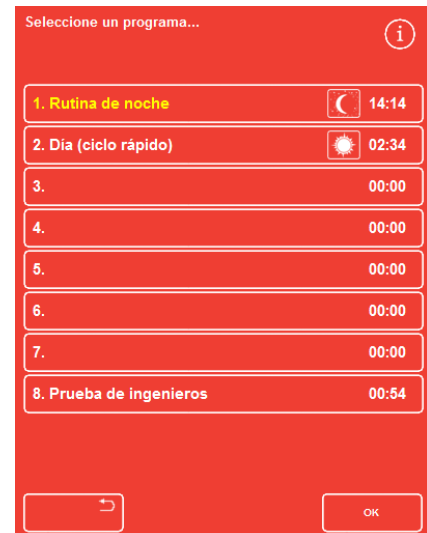 Seleccione un programa...
i
1. Rutina de noche 14:14
2. Día (ciclo rápido) 02:34
3. 00:00
4. 00:00
5. 00:00
6. 00:00
7. 00:00
8. Prueba de ingenieros 00:54
OK